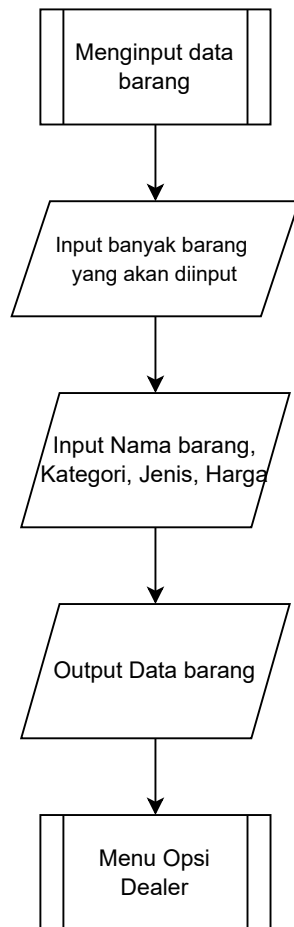 Menginput data
barang
Input banyak barang
yang akan diinput
Input Nama barang,
Kategori, Jenis, Harga
Output Data barang
Menu Opsi
Dealer